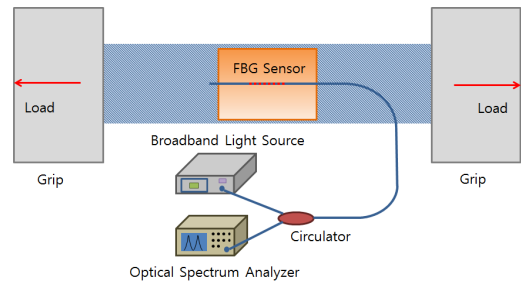 FBG Sensor
Load
Load
Broadband Light Source
Grip
Grip
Circulator
Optical Spectrum Analyzer